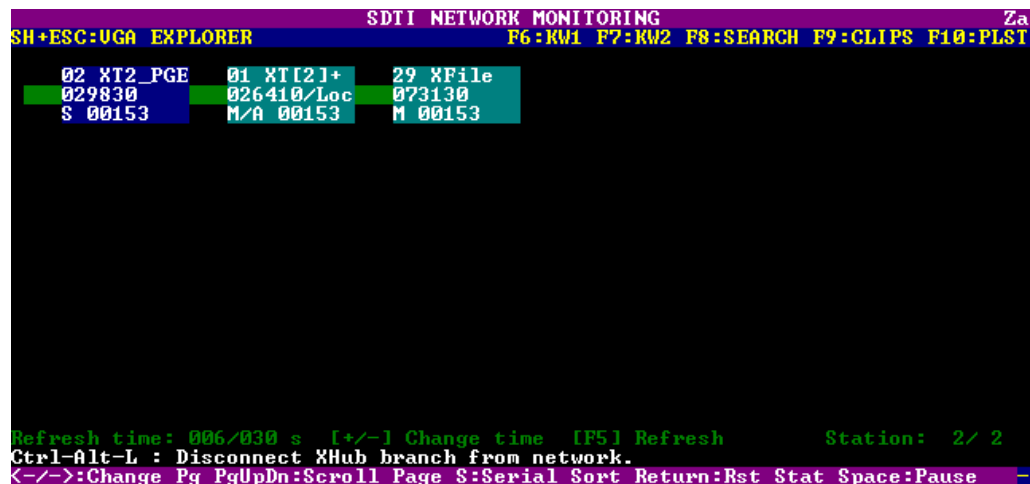 SDTI NETWORK MONITORING Za
SH+ESC:VGA EXPLORER F6:KW1 F7:KW2 F8:SEARCH F9:CLIPS F10:PLST
02 XT2_PGE 01 XT[2]+ 29 XFile
029830 026410/Loc 073130
S 00153 M/A 00153 M 00153
Refresh time: 006/030 s [+/-] Change time [F5] Refresh Station: 2/ 2
Ctrl-Alt-L : Disconnect XHub branch from network.
<-/->:Change Pg PgUpDn:Scroll Page S:Serial Sort Return:Rst Stat Space:Pause